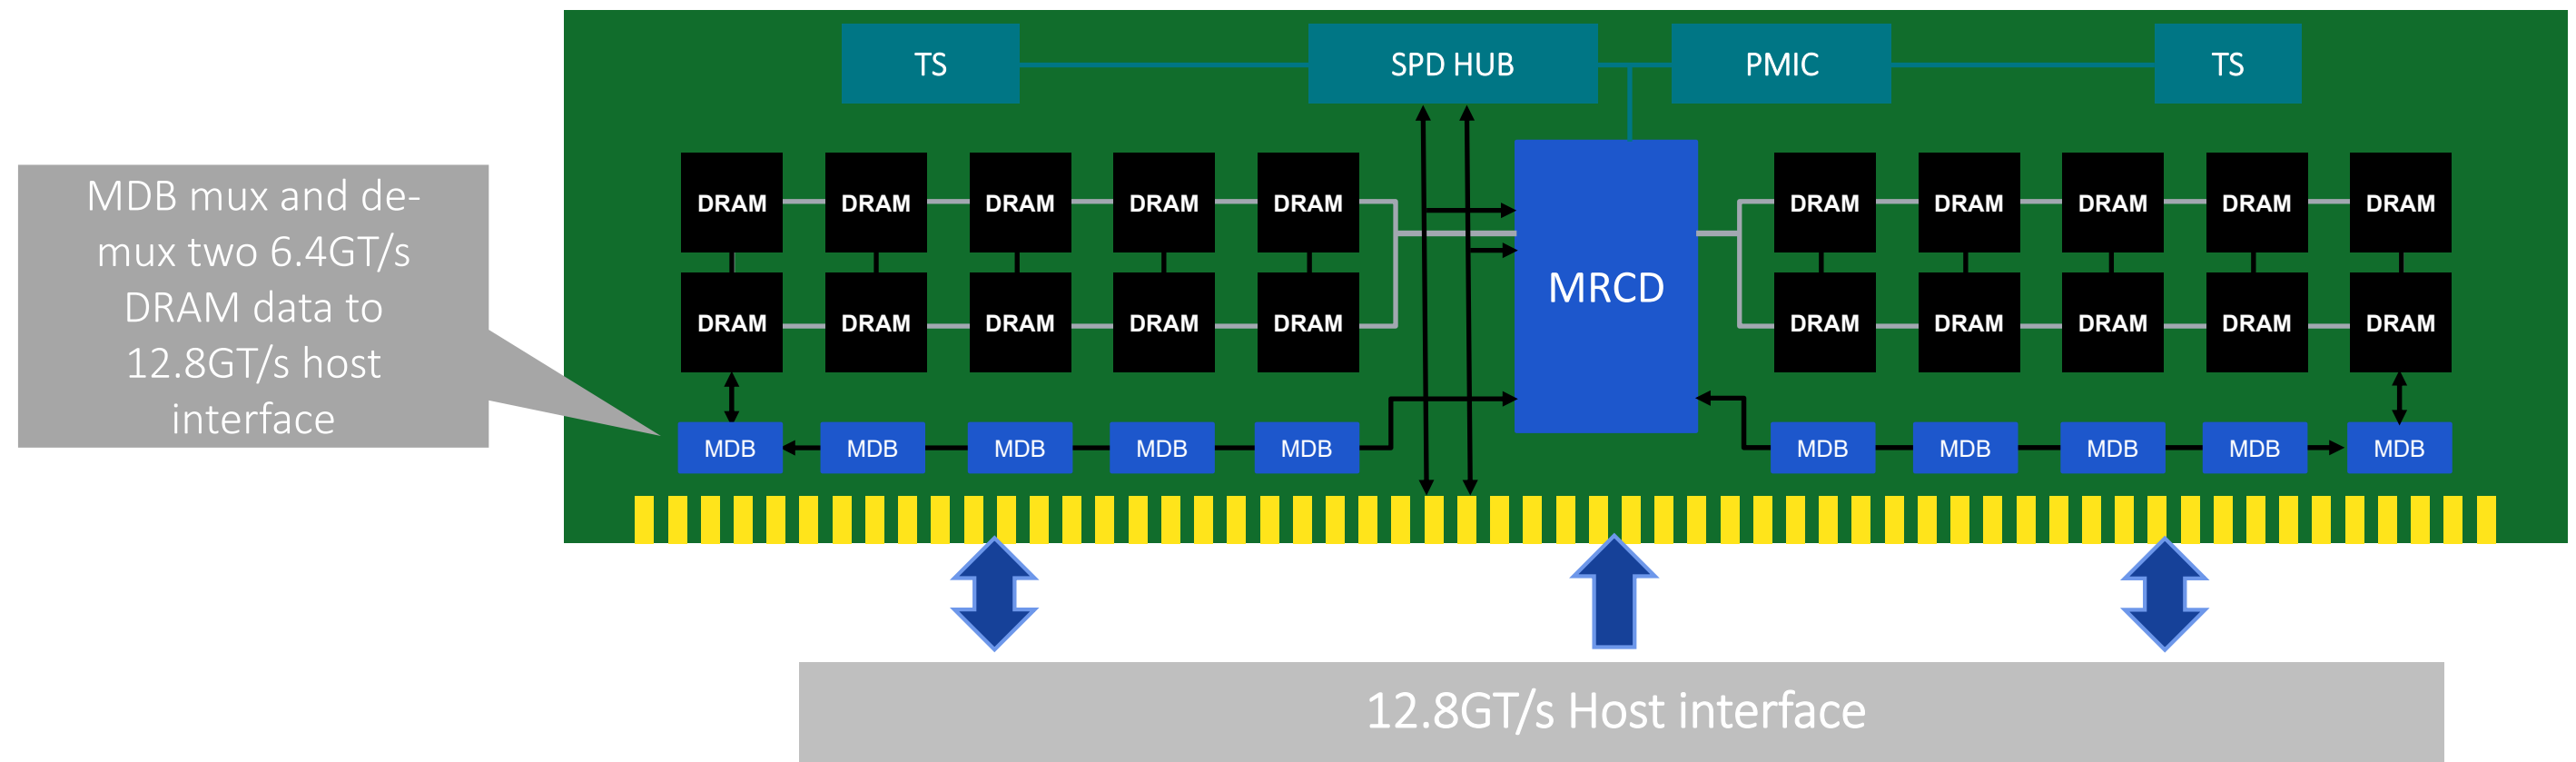 TS
SPD HUB
PMIC
TS
MDB mux and de-
mux two 6.4GT/s
DRAM data to
12.8GT/s host
interface
DRAM DRAM DRAM DRAM DRAM DRAM DRAM DRAM DRAM DRAM
MRCD
DRAM DRAM DRAM DRAM DRAM DRAM DRAM DRAM DRAM DRAM
MDB MDB MDB MDB MDB MDB MDB MDB MDB MDB
12.8GT/s Host interface